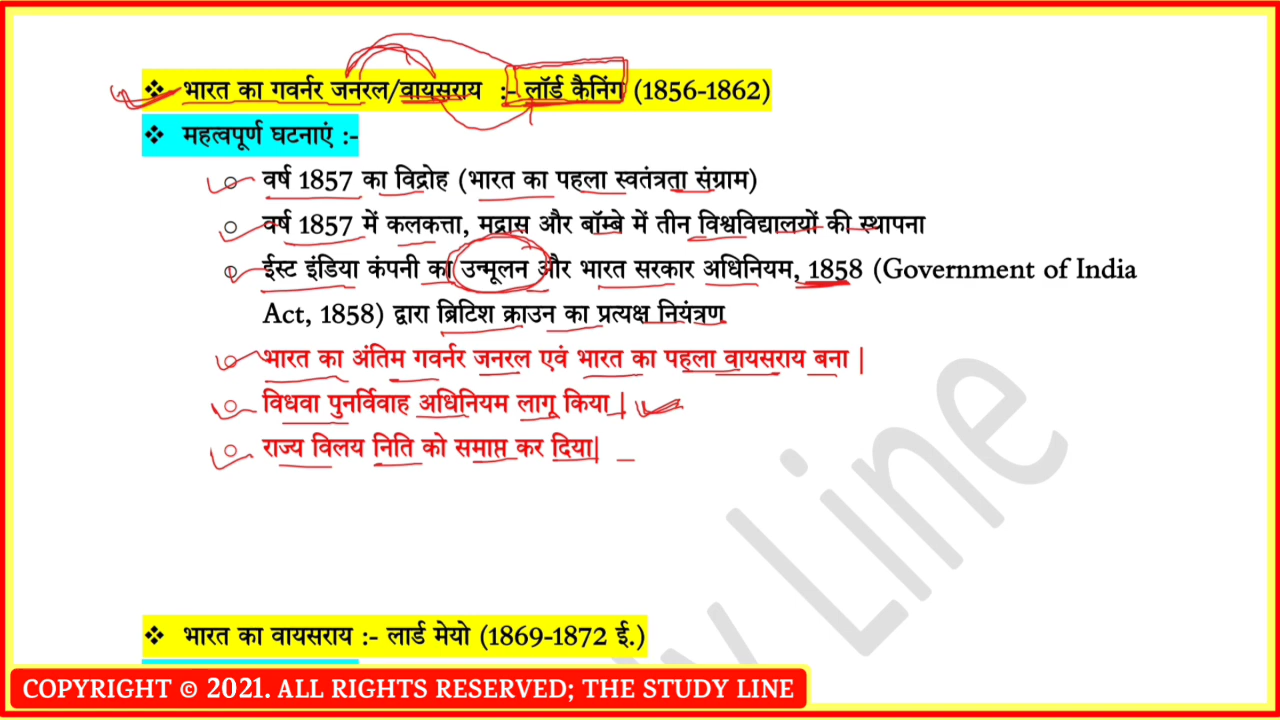 ❖ भारत का गवर्नर जनरल/वायसराय :- लॉर्ड कैनिंग (1856-1862)
❖ महत्वपूर्ण घटनाएं :-
○ वर्ष 1857 का विद्रोह (भारत का पहला स्वतंत्रता संग्राम)
○ वर्ष 1857 में कलकत्ता, मद्रास और बॉम्बे में तीन विश्वविद्यालयों की स्थापना
○ ईस्ट इंडिया कंपनी का उन्मूलन और भारत सरकार अधिनियम, 1858 (Government of India
Act, 1858) द्वारा ब्रिटिश क्राउन का प्रत्यक्ष नियंत्रण
○ भारत का अंतिम गवर्नर जनरल एवं भारत का पहला वायसराय बना |
○ विधवा पुनर्विवाह अधिनियम लागू किया |
○ राज्य विलय निति को समाप्त कर दिया|
❖ भारत का वायसराय :- लार्ड मेयो (1869-1872 ई.)
COPYRIGHT © 2021. ALL RIGHTS RESERVED; THE STUDY LINE
y Line